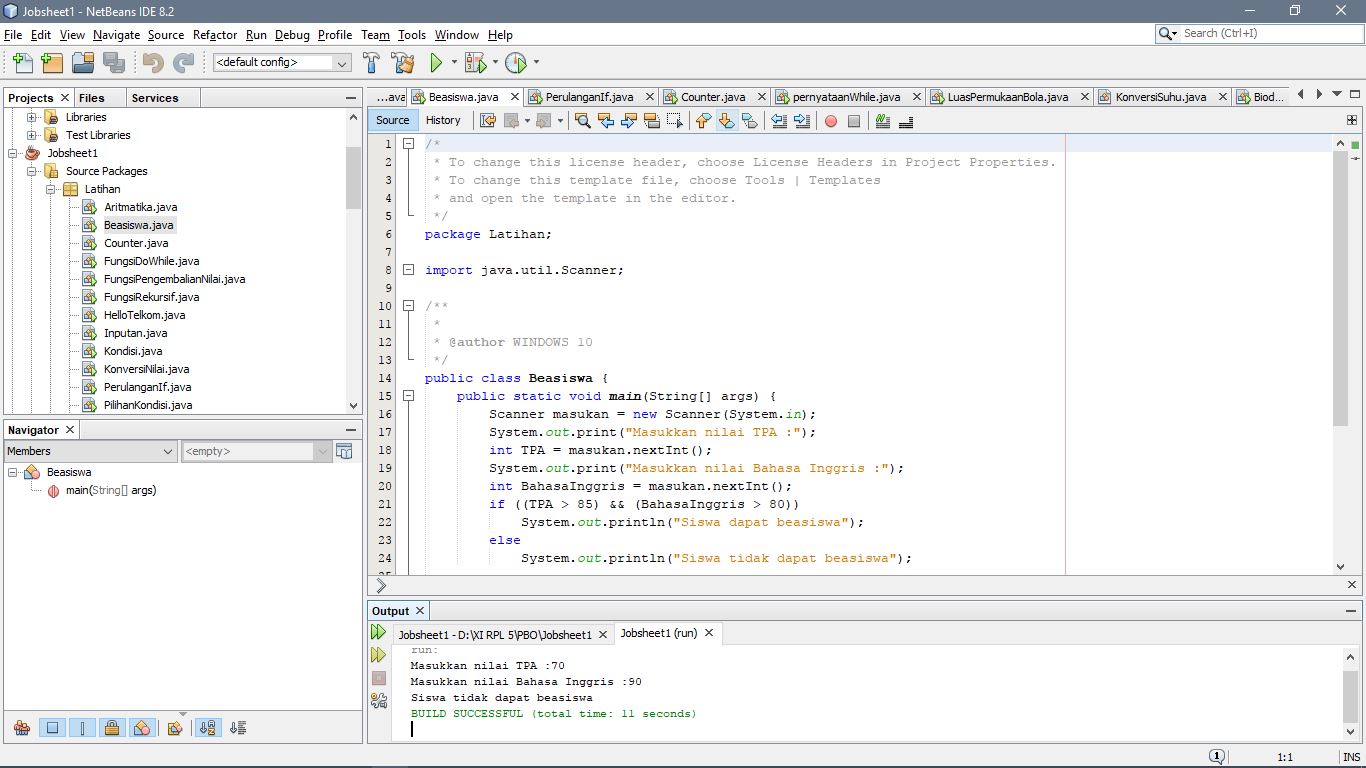 Jobsheet1 - NetBeans IDE 8.2
File Edit View Navigate Source Refactor Run Debug Profile Team Tools Window Help
Search (Ctrl+I)
<default config>
Projects Files Services
Libraries
Test Libraries
Jobsheet1
Source Packages
Latihan
Aritmatika.java
Beasiswa.java
Counter.java
FungsiDoWhile.java
FungsiPengembalianNilai.java
FungsiRekursif.java
HelloTelkom.java
Inputan.java
Kondisi.java
KonversiNilai.java
PerulanganIf.java
PilihanKondisi.java
Navigator
Members <empty>
Beasiswa
main(String[] args)
...ava Beasiswa.java PerulanganIf.java Counter.java pernyataanWhile.java LuasPermukaanBola.java KonversiSuhu.java Biod...
Source History
1 /*
2 * To change this license header, choose License Headers in Project Properties.
3 * To change this template file, choose Tools | Templates
4 * and open the template in the editor.
5 */
6 package Latihan;
7
8 import java.util.Scanner;
9
10 /**
11 *
12 * @author WINDOWS 10
13 */
14 public class Beasiswa {
15 public static void main(String[] args) {
16 Scanner masukan = new Scanner(System.in);
17 System.out.print("Masukkan nilai TPA :");
18 int TPA = masukan.nextInt();
19 System.out.print("Masukkan nilai Bahasa Inggris :");
20 int BahasaInggris = masukan.nextInt();
21 if ((TPA > 85) && (BahasaInggris > 80))
22 System.out.println("Siswa dapat beasiswa");
23 else
24 System.out.println("Siswa tidak dapat beasiswa");
Output
Jobsheet1 - D:\XI RPL 5\PBO\Jobsheet1 Jobsheet1 (run)
run:
Masukkan nilai TPA :70
Masukkan nilai Bahasa Inggris :90
Siswa tidak dapat beasiswa
BUILD SUCCESSFUL (total time: 11 seconds)
1 1:1 INS